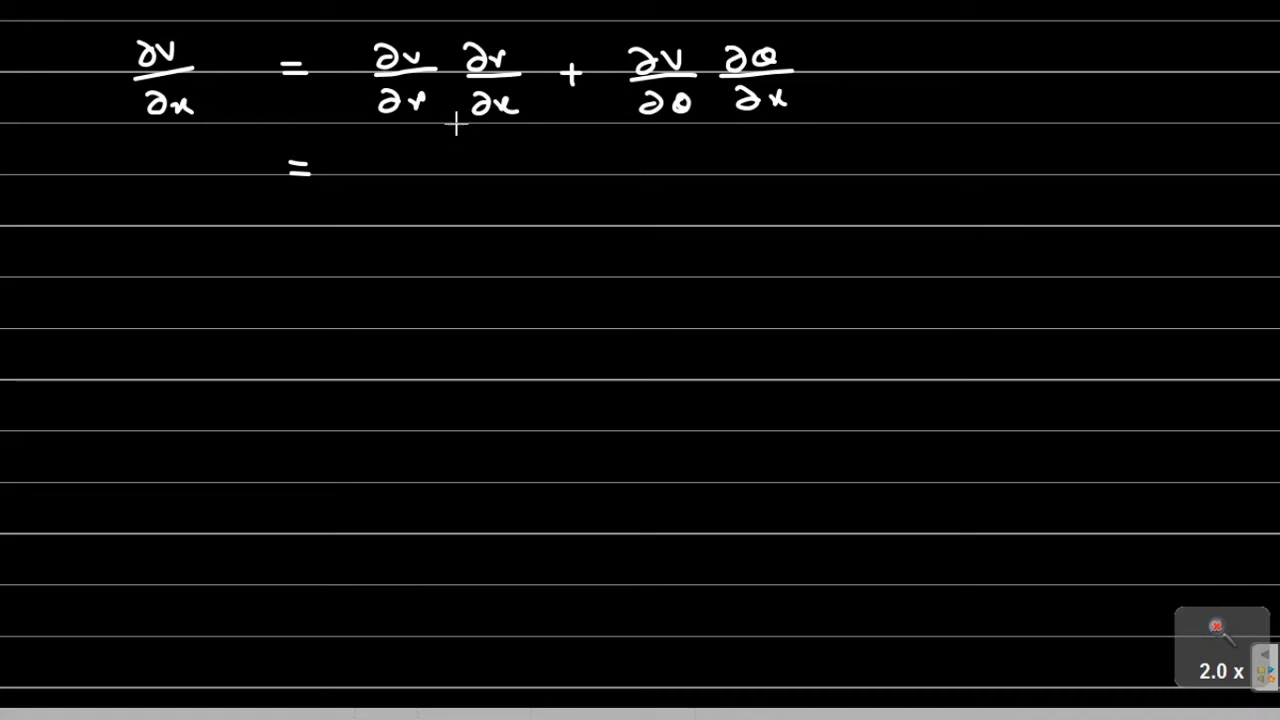 ∂V/∂x = ∂v/∂r ∂r/∂x + ∂V/∂θ ∂θ/∂x
=
2.0 x